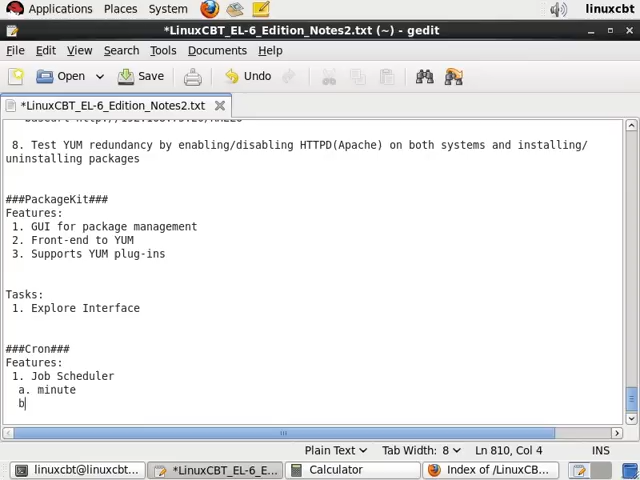 Applications Places System linuxcbt
*LinuxCBT_EL-6_Edition_Notes2.txt (~) - gedit
File Edit View Search Tools Documents Help
Open Save Undo
*LinuxCBT_EL-6_Edition_Notes2.txt
8. Test YUM redundancy by enabling/disabling HTTPD(Apache) on both systems and installing/
uninstalling packages
###PackageKit###
Features:
1. GUI for package management
2. Front-end to YUM
3. Supports YUM plug-ins
Tasks:
1. Explore Interface
###Cron###
Features:
1. Job Scheduler
a. minute
b
Plain Text Tab Width: 8 Ln 810, Col 4 INS
linuxcbt@linuxcbt... *LinuxCBT_EL-6_E... Calculator Index of /LinuxCB...